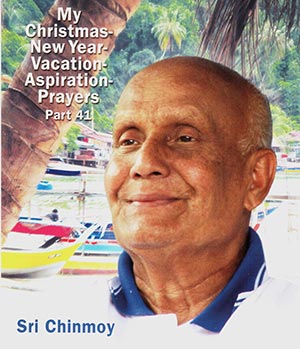 My
Christmas-
New Year-
Vacation-
Aspiration-
Prayers
Part 41
Sri Chinmoy